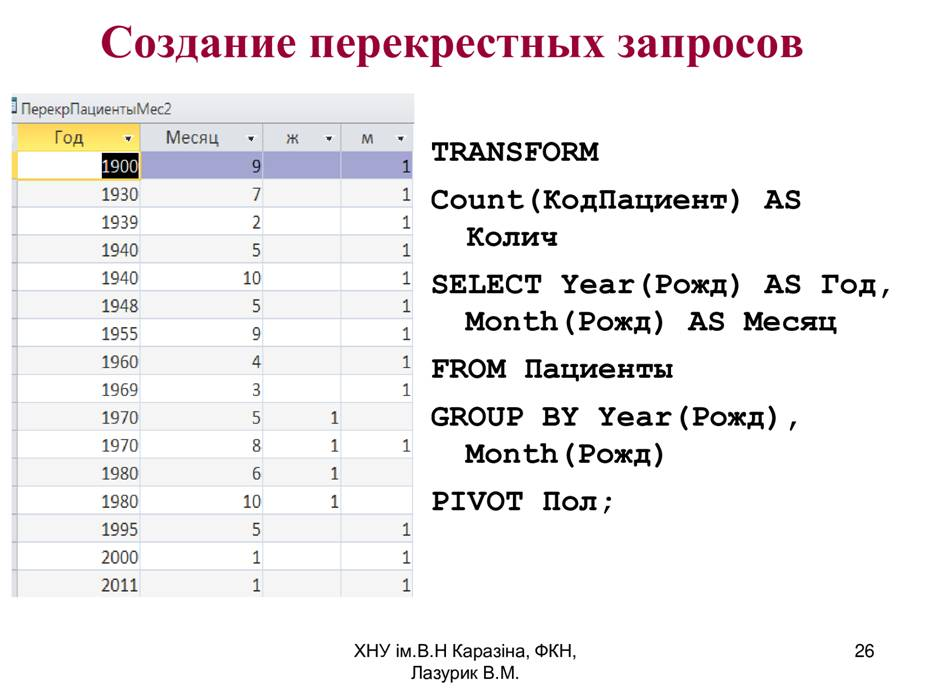 Создание перекрестных запросов
ПерекрПациентыМес2
Год Месяц ж м
1900 9 1
1930 7 1
1939 2 1
1940 5 1
1940 10 1
1948 5 1
1955 9 1
1960 4 1
1969 3 1
1970 5 1
1970 8 1 1
1980 6 1
1980 10 1
1995 5 1
2000 1 1
2011 1 1
TRANSFORM
Count(КодПациент) AS
Колич
SELECT Year(Рожд) AS Год,
Month(Рожд) AS Месяц
FROM Пациенты
GROUP BY Year(Рожд),
Month(Рожд)
PIVOT Пол;
ХНУ ім.В.Н Каразіна, ФКН,
Лазурик В.М.
26